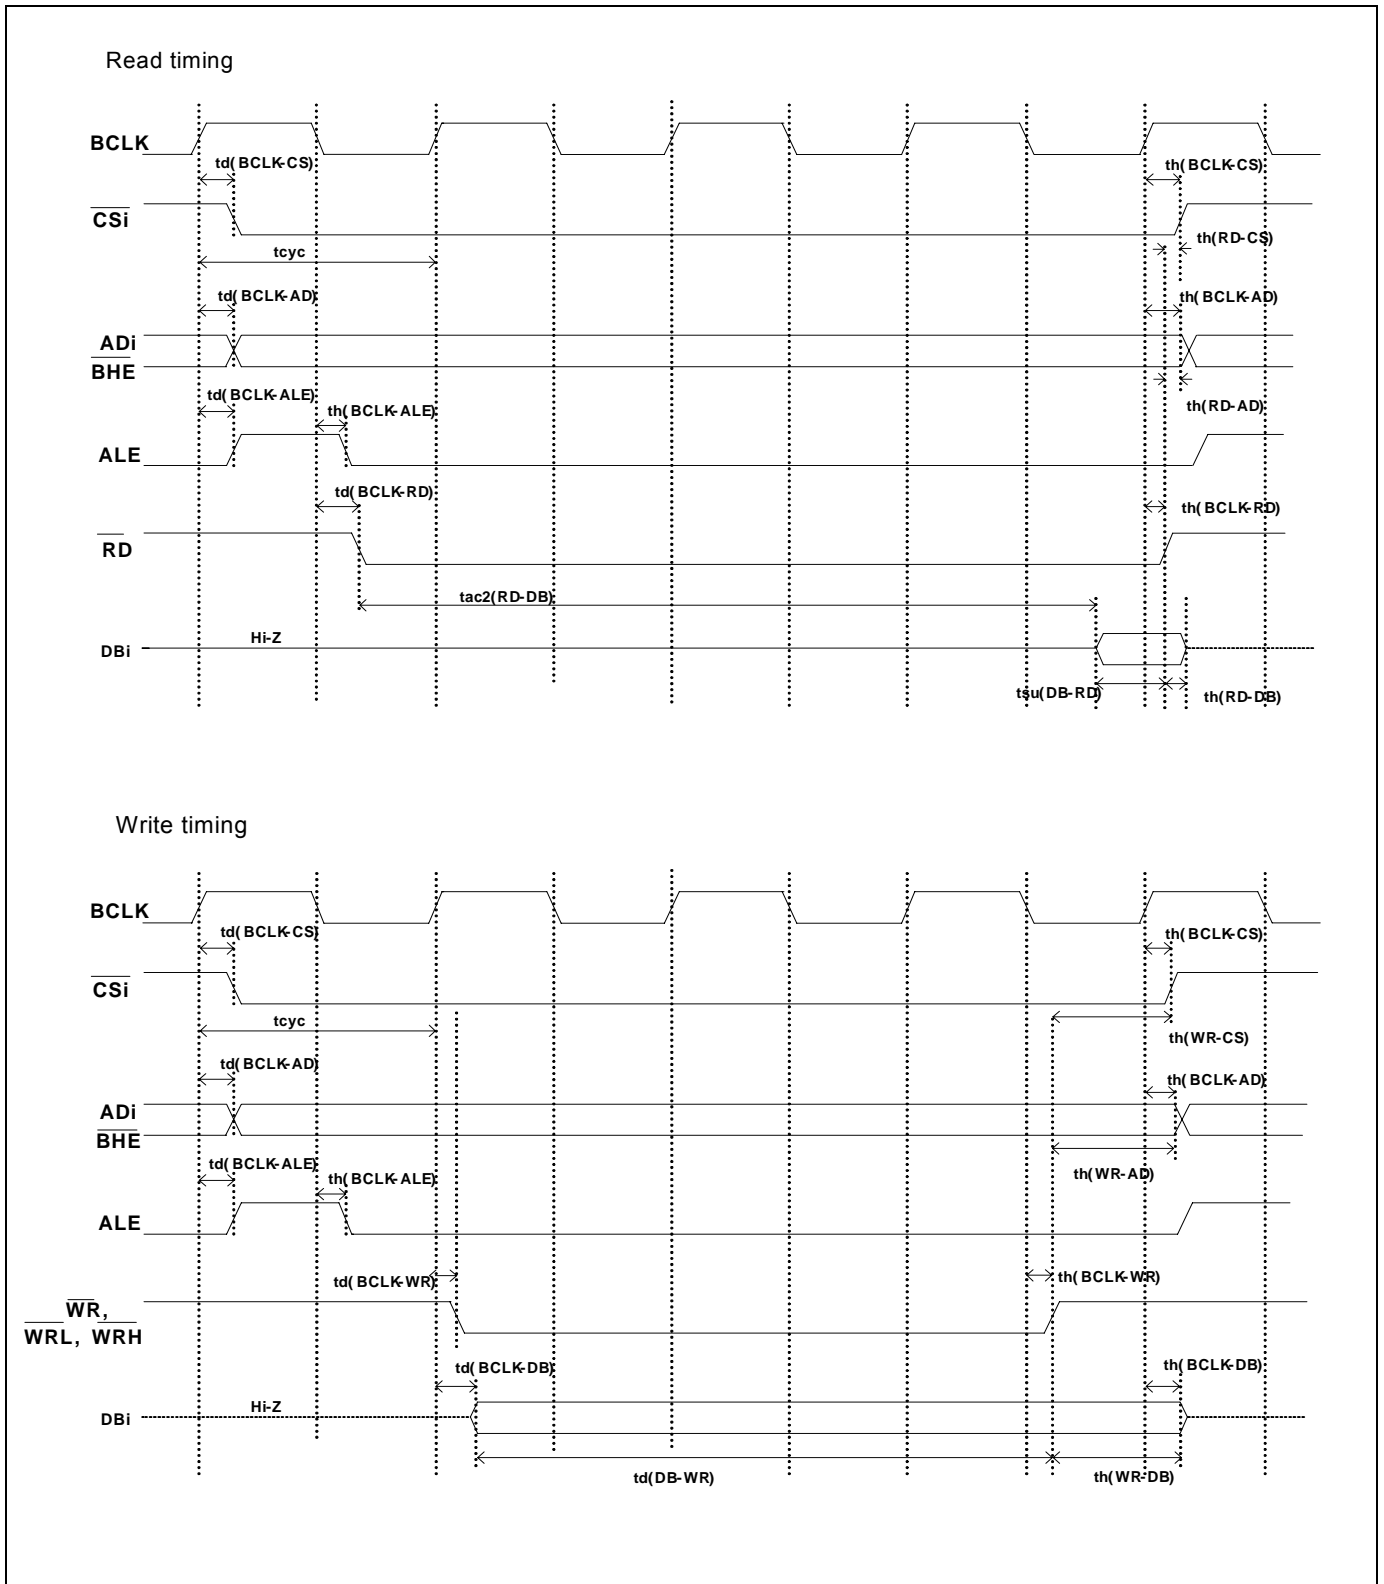 Read timing
BCLK
td(BCLK-CS)
th(BCLK-CS)
CSi
th(RD-CS)
tcyc
td(BCLK-AD)
th(BCLK-AD)
ADi
BHE
td(BCLK-ALE)
th(BCLK-ALE)
th(RD-AD)
ALE
td(BCLK-RD)
th(BCLK-RD)
RD
tac2(RD-DB)
Hi-Z
DBi
tsu(DB-RD)
th(RD-DB)
Write timing
BCLK
td(BCLK-CS)
th(BCLK-CS)
CSi
tcyc
th(WR-CS)
td(BCLK-AD)
th(BCLK-AD)
ADi
BHE
td(BCLK-ALE)
th(BCLK-ALE)
th(WR-AD)
ALE
td(BCLK-WR)
th(BCLK-WR)
WR,
WRL, WRH
td(BCLK-DB)
th(BCLK-DB)
Hi-Z
DBi
td(DB-WR)
th(WR-DB)